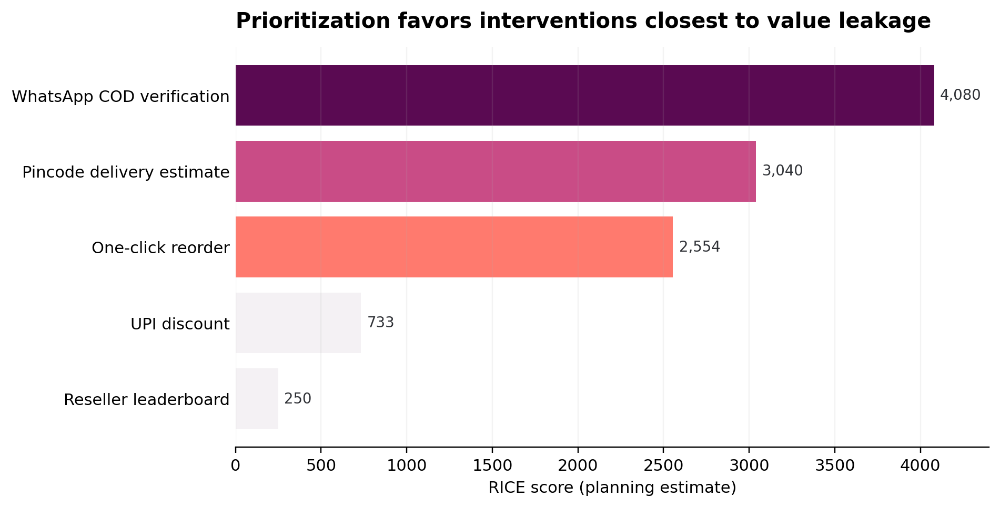 Prioritization favors interventions closest to value leakage
WhatsApp COD verification
4,080
Pincode delivery estimate
3,040
One-click reorder
2,554
UPI discount
733
Reseller leaderboard
250
0 500 1000 1500 2000 2500 3000 3500 4000
RICE score (planning estimate)